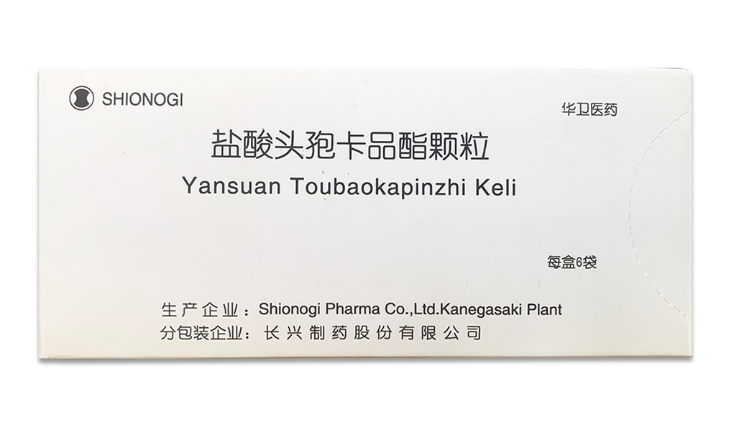 SHIONOGI
华卫医药
盐酸头孢卡品酯颗粒
Yansuan Toubaokapinzhi Keli
每盒6袋
生产企业：Shionogi Pharma Co.,Ltd.Kanegasaki Plant
分包装企业：长兴制药股份有限公司